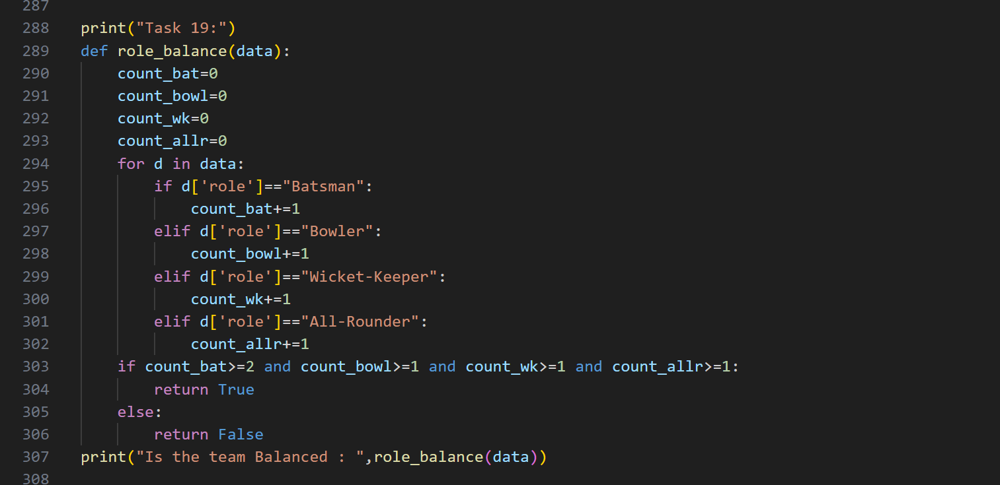 287
288 print("Task 19:")
289 def role_balance(data):
290     count_bat=0
291     count_bowl=0
292     count_wk=0
293     count_allr=0
294     for d in data:
295         if d['role']=="Batsman":
296             count_bat+=1
297         elif d['role']=="Bowler":
298             count_bowl+=1
299         elif d['role']=="Wicket-Keeper":
300             count_wk+=1
301         elif d['role']=="All-Rounder":
302             count_allr+=1
303     if count_bat>=2 and count_bowl>=1 and count_wk>=1 and count_allr>=1:
304         return True
305     else:
306         return False
307 print("Is the team Balanced : ",role_balance(data))
308